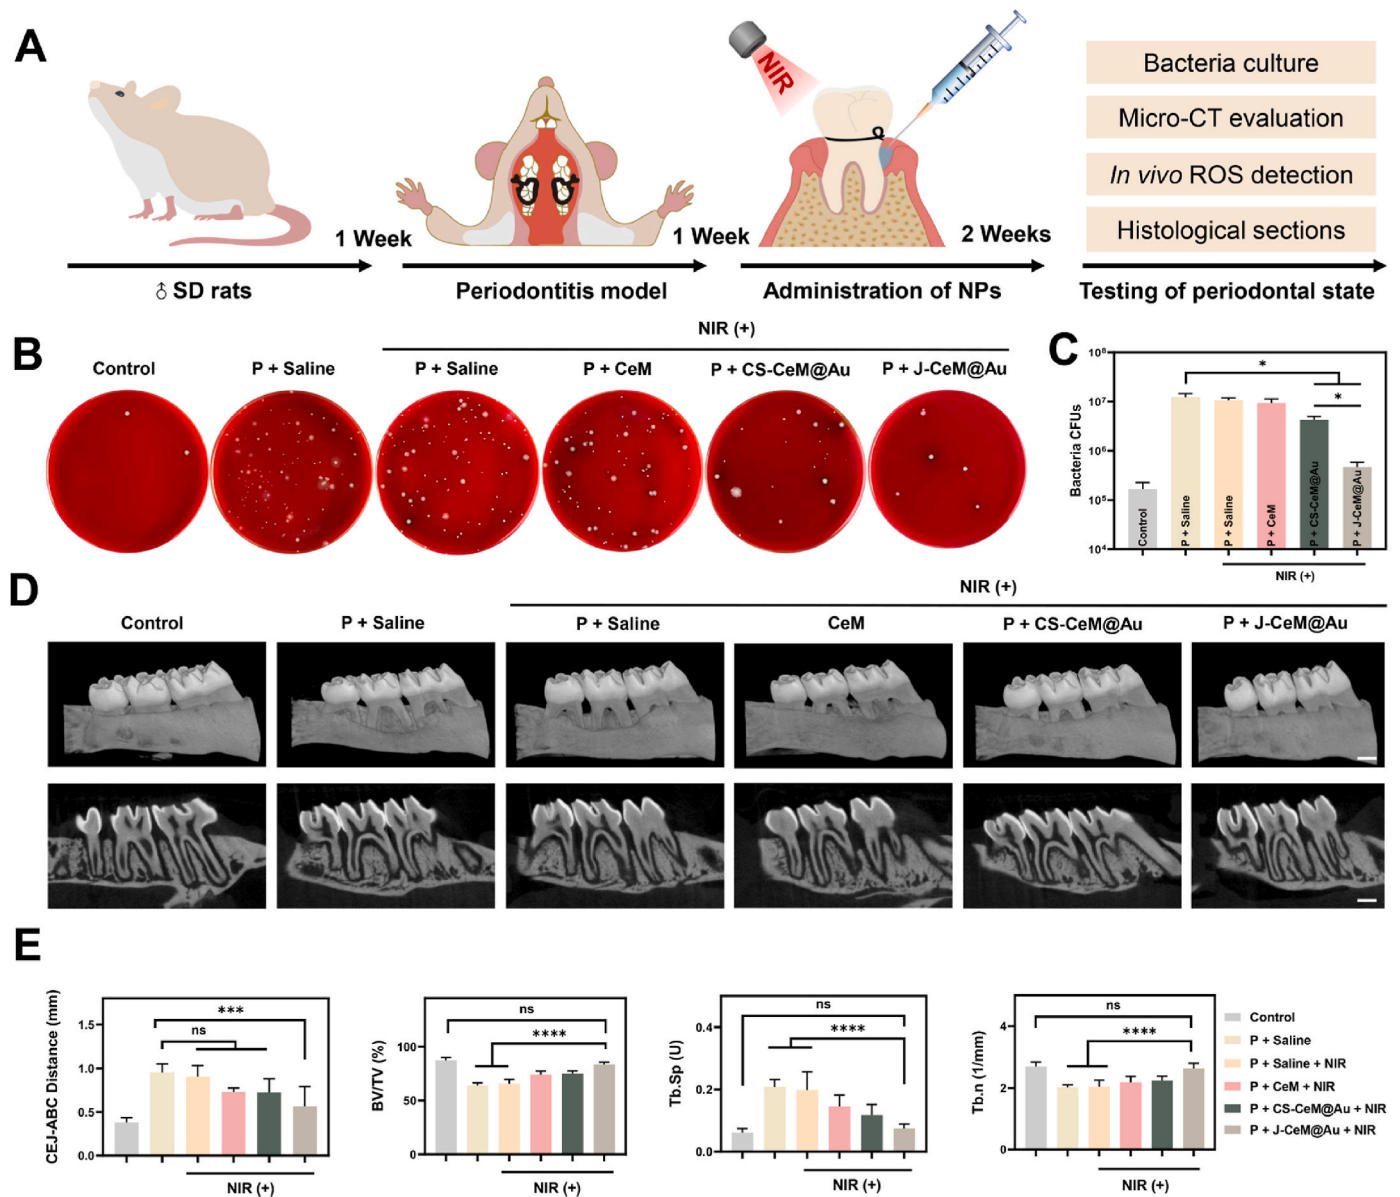 A
NIR
Bacteria culture
Micro-CT evaluation
In vivo ROS detection
Histological sections
1 Week
1 Week
2 Weeks
♂ SD rats
Periodontitis model
Administration of NPs
Testing of periodontal state
B
NIR (+)
Control
P + Saline
P + Saline
P + CeM
P + CS-CeM@Au
P + J-CeM@Au
C
Bacteria CFUs
10⁸
10⁷
10⁶
10⁵
10⁴
*
*
Control
P + Saline
P + Saline
P + CeM
P + CS-CeM@Au
P + J-CeM@Au
NIR (+)
D
NIR (+)
Control
P + Saline
P + Saline
CeM
P + CS-CeM@Au
P + J-CeM@Au
E
CEJ-ABC Distance (mm)
1.5
1.0
0.5
0.0
***
ns
NIR (+)
BV/TV (%)
100
50
0
ns
****
NIR (+)
Tb.Sp (U)
0.4
0.2
0.0
ns
****
NIR (+)
Tb.n (1/mm)
4
2
0
ns
****
NIR (+)
Control
P + Saline
P + Saline + NIR
P + CeM + NIR
P + CS-CeM@Au + NIR
P + J-CeM@Au + NIR